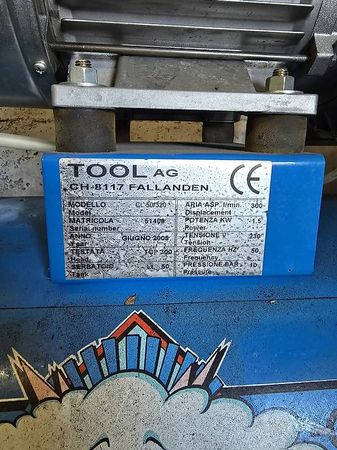 TOOL AG
CH-8117 FALLANDEN
CE
MODELLO
Model
MATRICOLA 51409
Serial number
ANNO GIUGNO
Year
TESTATA
Head
SERBATOIO 50
Tank
ARIA ASP. l/min. 300
Displacement
POTENZA KW 1.5
Power
TENSIONE V 230
Tension
FREQUENZA HZ 50
Frequency
PRESSIONE BAR 10
Pressure